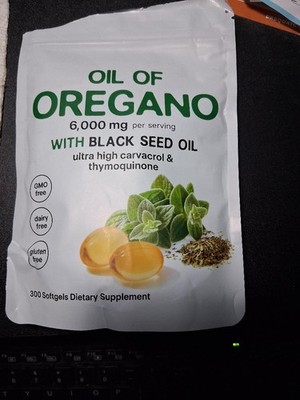 OIL OF
OREGANO
6,000 mg per serving
WITH BLACK SEED OIL
ultra high carvacrol &
thymoquinone
GMO
free
dairy
free
gluten
free
300 Softgels Dietary Supplement